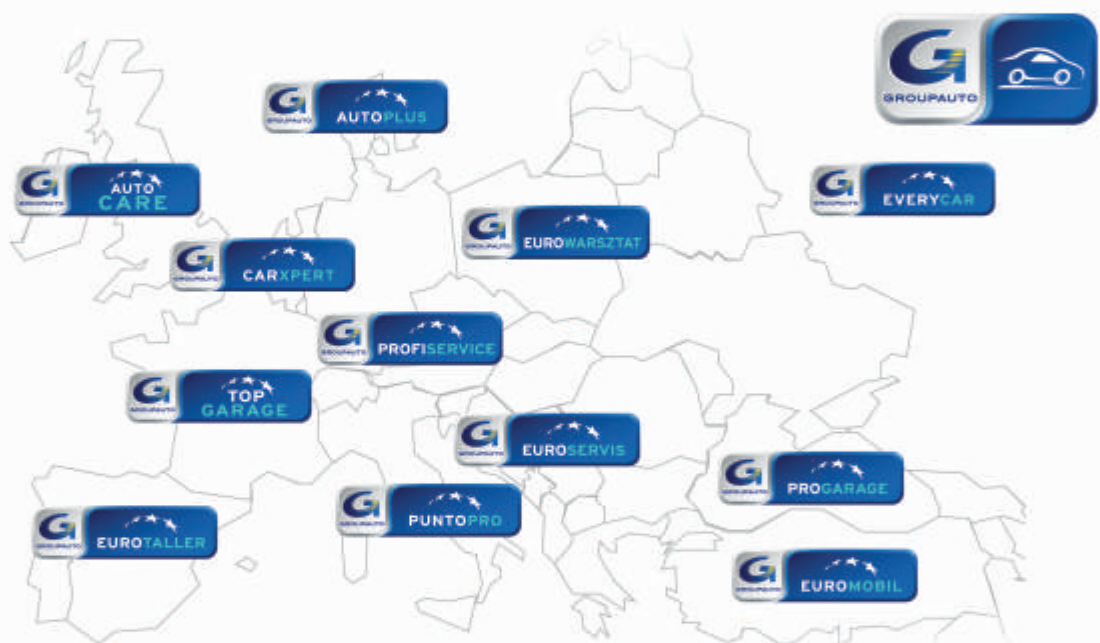 GROUPAUTO
GROUPAUTO
AUTOPLUS
GROUPAUTO
AUTO
CARE
GROUPAUTO
EVERYCAR
GROUPAUTO
EUROWARSZTAT
GROUPAUTO
CARXPERT
GROUPAUTO
PROFISERVICE
GROUPAUTO
TOP
GARAGE
GROUPAUTO
EUROSERVIS
GROUPAUTO
PROGARAGE
GROUPAUTO
PUNTOPRO
GROUPAUTO
EUROTALLER
GROUPAUTO
EUROMOBIL